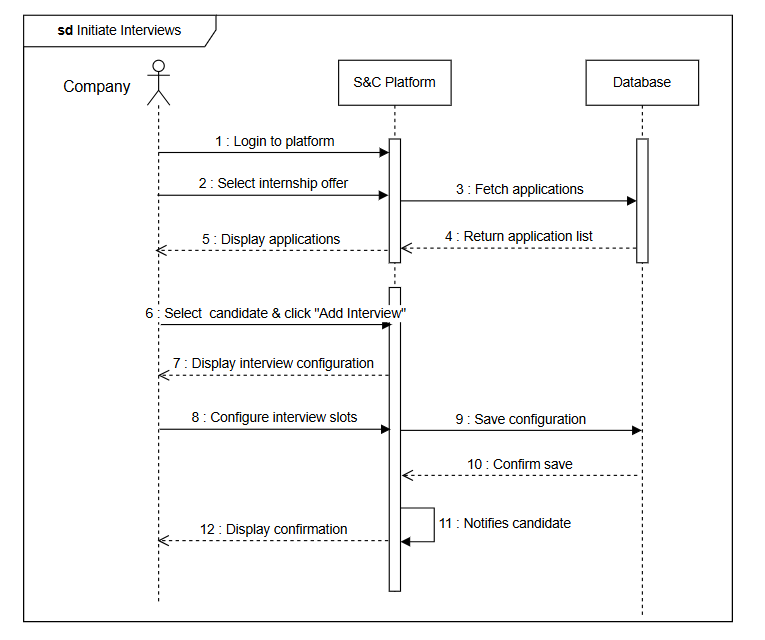 sd Initiate Interviews
Company
S&C Platform
Database
1 : Login to platform
2 : Select internship offer
3 : Fetch applications
4 : Return application list
5 : Display applications
6 : Select  candidate & click "Add Interview"
7 : Display interview configuration
8 : Configure interview slots
9 : Save configuration
10 : Confirm save
11 : Notifies candidate
12 : Display confirmation